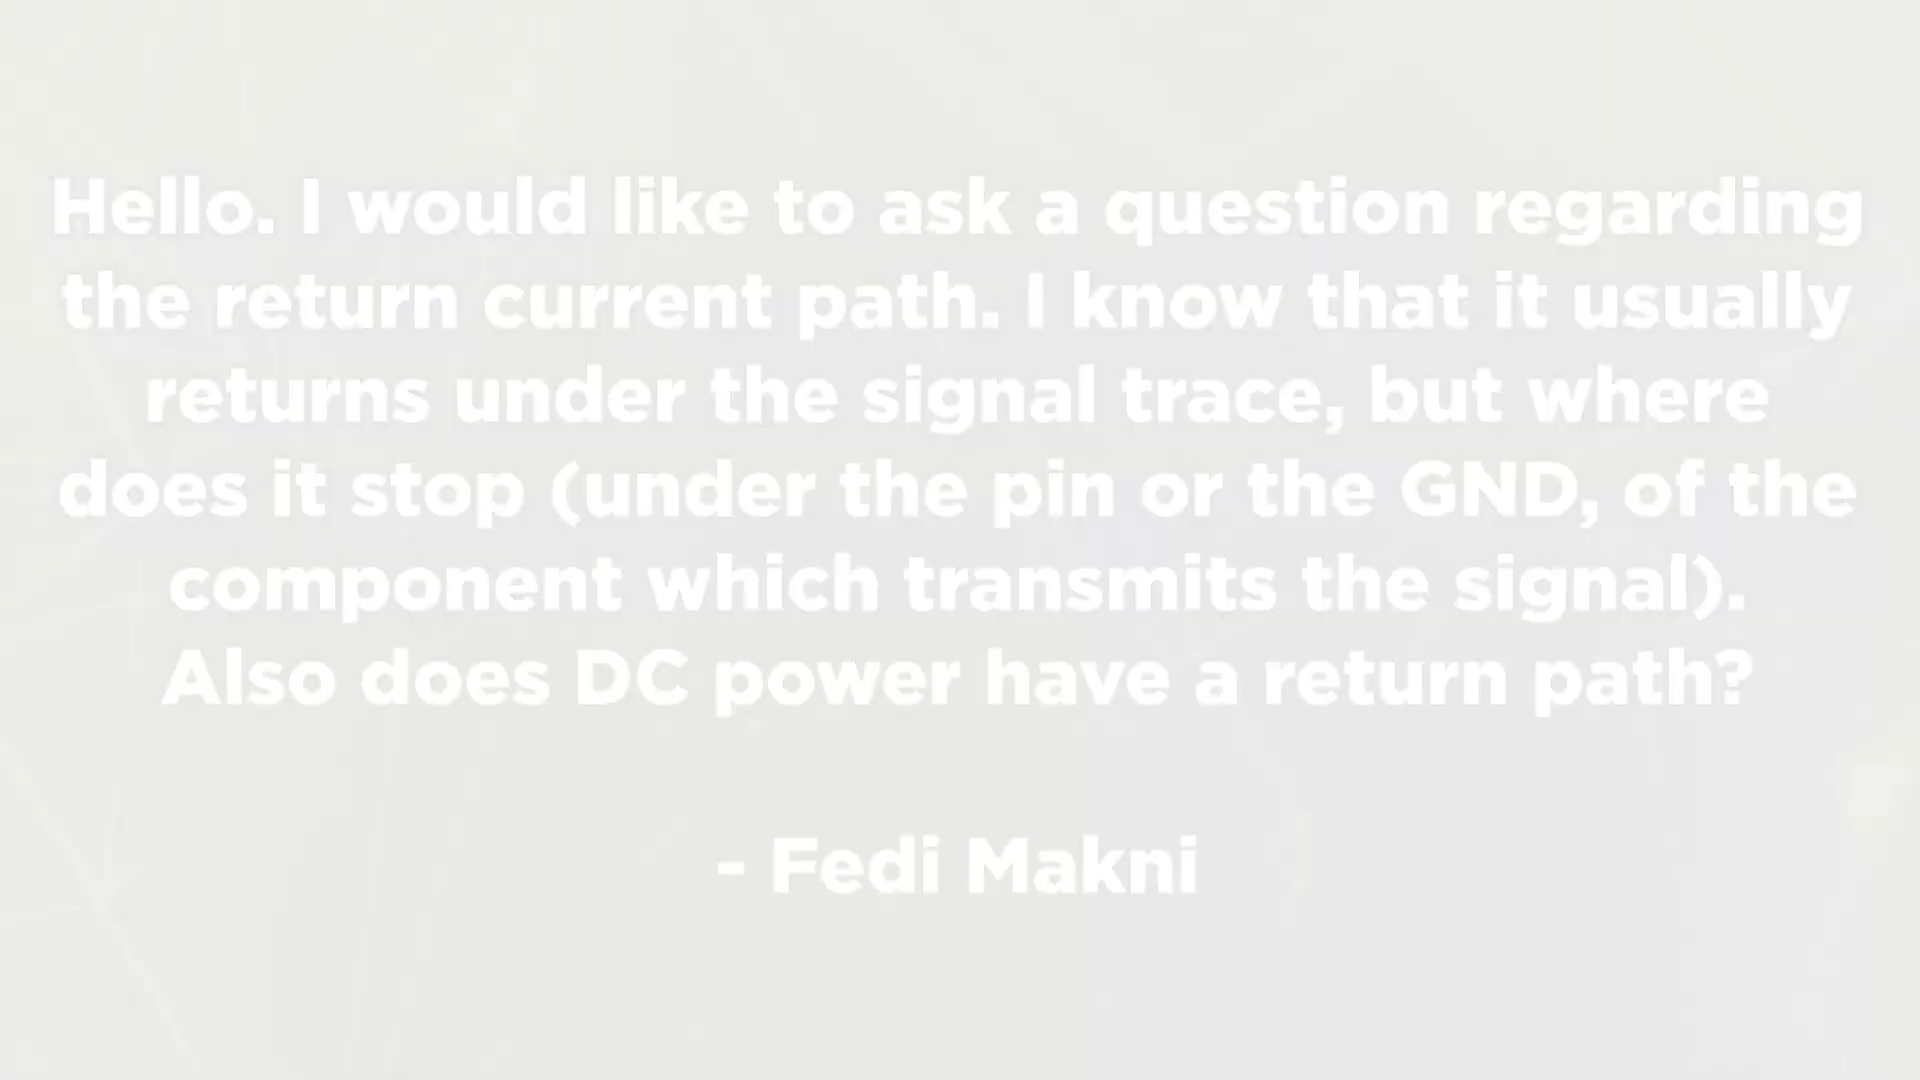 Hello. I would like to ask a question regarding
the return current path. I know that it usually
returns under the signal trace, but where
does it stop (under the pin or the GND, of the
component which transmits the signal).
Also does DC power have a return path?
- Fedi Makni